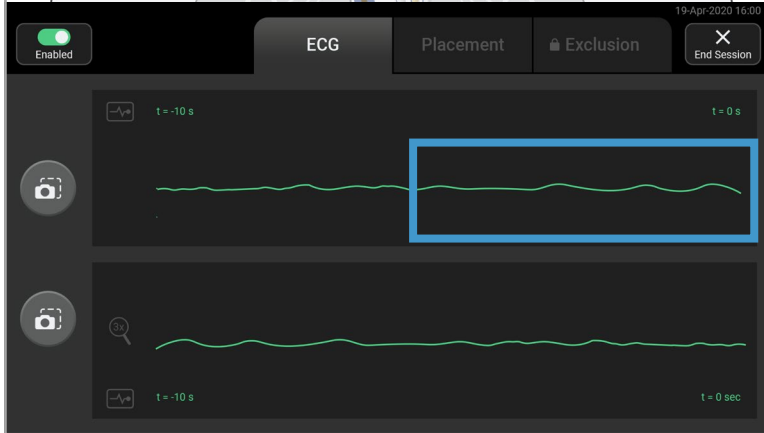 19-Apr-2020 16:00
Enabled
ECG
Placement
Exclusion
End Session
t = -10 s
t = 0 s
3x
t = -10 s
t = 0 sec